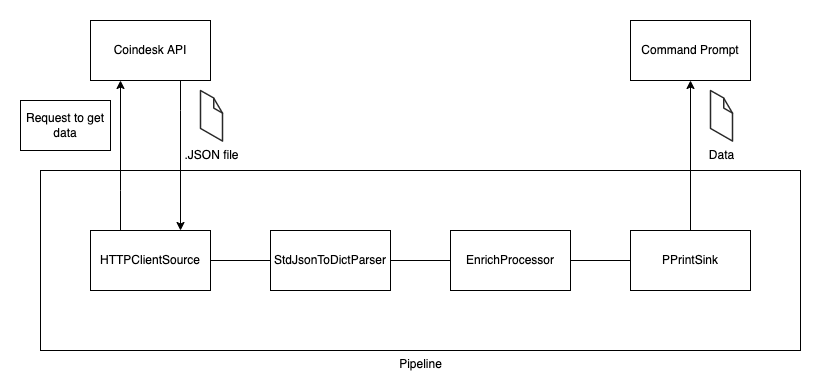 Coindesk API
Command Prompt
Request to get
data
.JSON file
Data
HTTPClientSource
StdJsonToDictParser
EnrichProcessor
PPrintSink
Pipeline